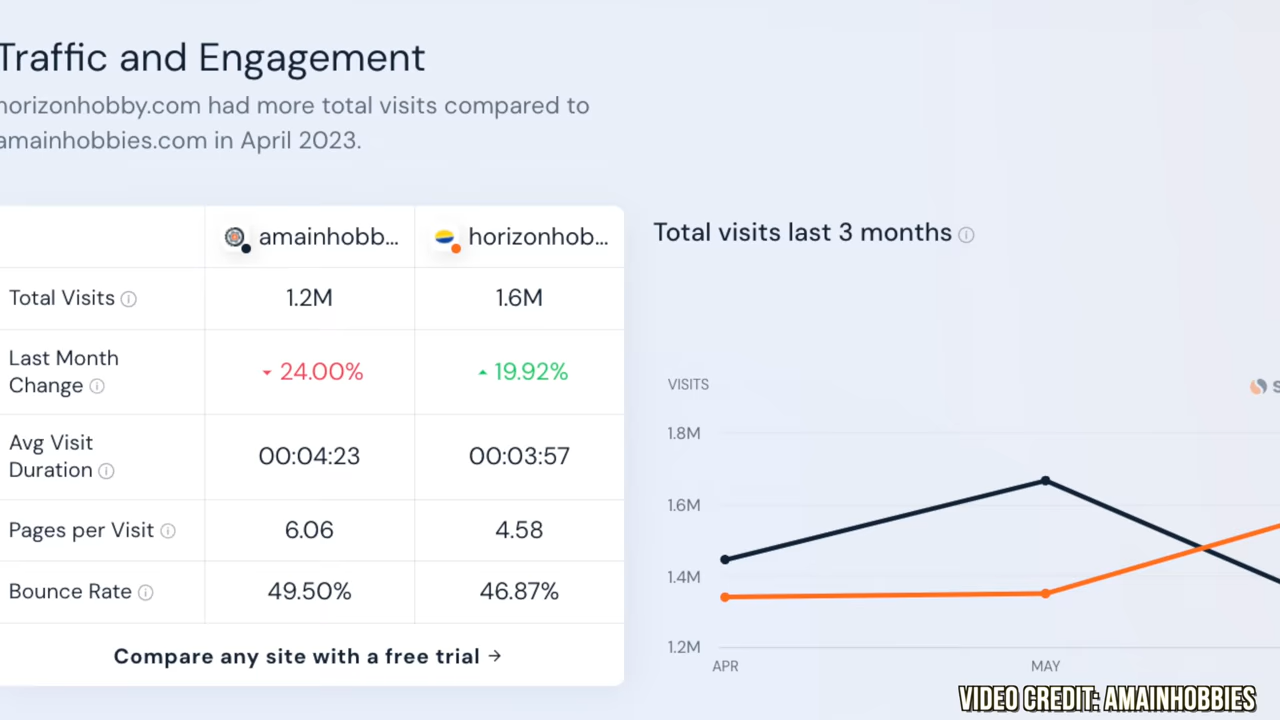 Traffic and Engagement
horizonhobby.com had more total visits compared to
amainhobbies.com in April 2023.
amainhobb... horizonhob...
Total Visits 1.2M 1.6M
Last Month
Change 24.00% 19.92%
Avg Visit
Duration 00:04:23 00:03:57
Pages per Visit 6.06 4.58
Bounce Rate 49.50% 46.87%
Compare any site with a free trial →
Total visits last 3 months
VISITS
S
1.8M
1.6M
1.4M
1.2M
APR MAY
VIDEO CREDIT: AMAINHOBBIES